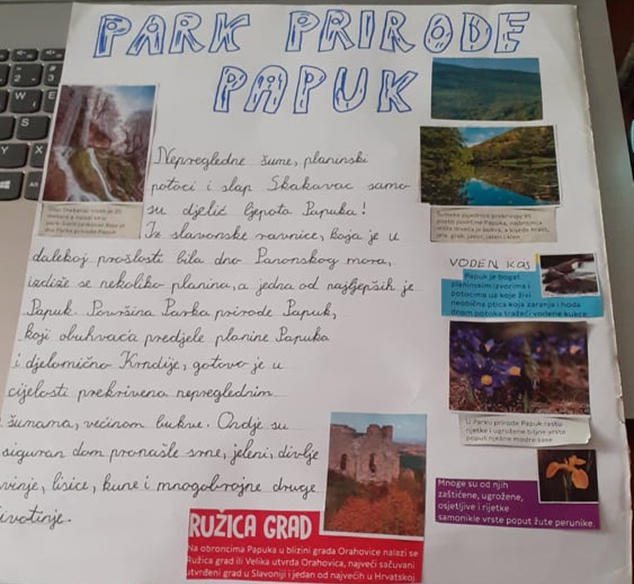 PARK PRIRODE
PAPUK
Nepregledne šume, planinski
potoci i slap Skakavac samo
su djelić ljepota Papuka!
Iz slavonske ravnice, koja je u
dalekoj prošlosti bila dno Panonskog mora,
izdiže se nekoliko planina, a jedna od najljepših je
Papuk. Površina Parka prirode Papuk,
koji obuhvaća predjele planine Papuka
i djelomično Krndije, gotovo je u
cijelosti prekrivena nepreglednim
šumama, većinom bukve. Ondje su
siguran dom pronašle srne, jeleni, divlje
vinje, lisice, kune i mnogobrojne druge
ivotinje.
VODEN KOS
Papuk je bogat
planinskim izvorima i
potocima uz koje živi
neobična ptica koja zaranja i hoda
dnom potoka tražeći vodene kukce.
U Parku prirode Papuk rastu
rijetke i ugrožene biljne vrste
poput nježne modre sase.
Mnoge su od njih
zaštićene, ugrožene,
osjetljive i rijetke
samonikle vrste poput žute perunike.
RUŽICA GRAD
Na obroncima Papuka u blizini grada Orahovice nalazi se
Ružica grad ili Velika utvrda Orahovica, najveći sačuvani
utvrđeni grad u Slavoniji i jedan od najvećih u Hrvatskoj
W
E
S
Y
X